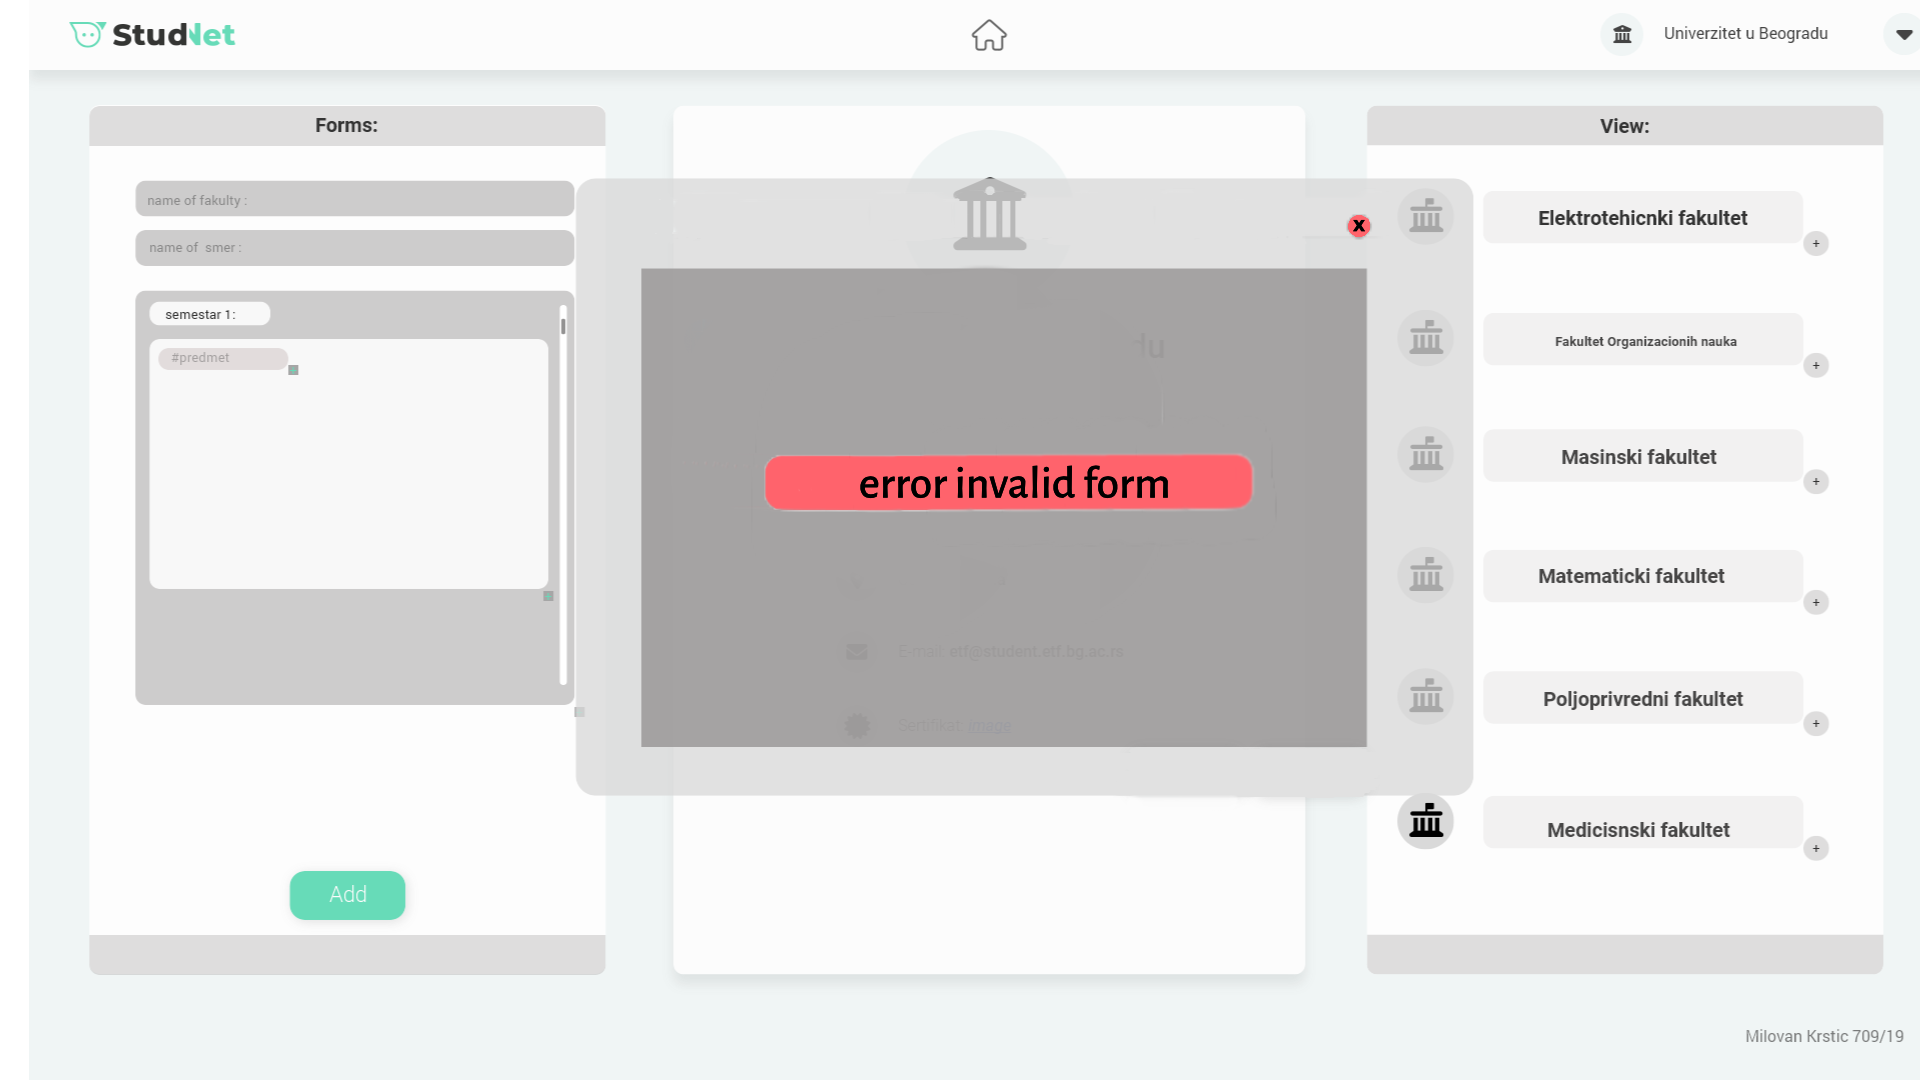 StudNet
Univerzitet u Beogradu
Forms:
name of fakulty :
name of  smer :
semestar 1:
#predmet
+
+
Add
x
du
error invalid form
E-mail: etf@student.etf.bg.ac.rs
Sertifikat: image
View:
Elektrotehicnki fakultet
+
Fakultet Organizacionih nauka
+
Masinski fakultet
+
Matematicki fakultet
+
Poljoprivredni fakultet
+
Medicisnski fakultet
+
Milovan Krstic 709/19